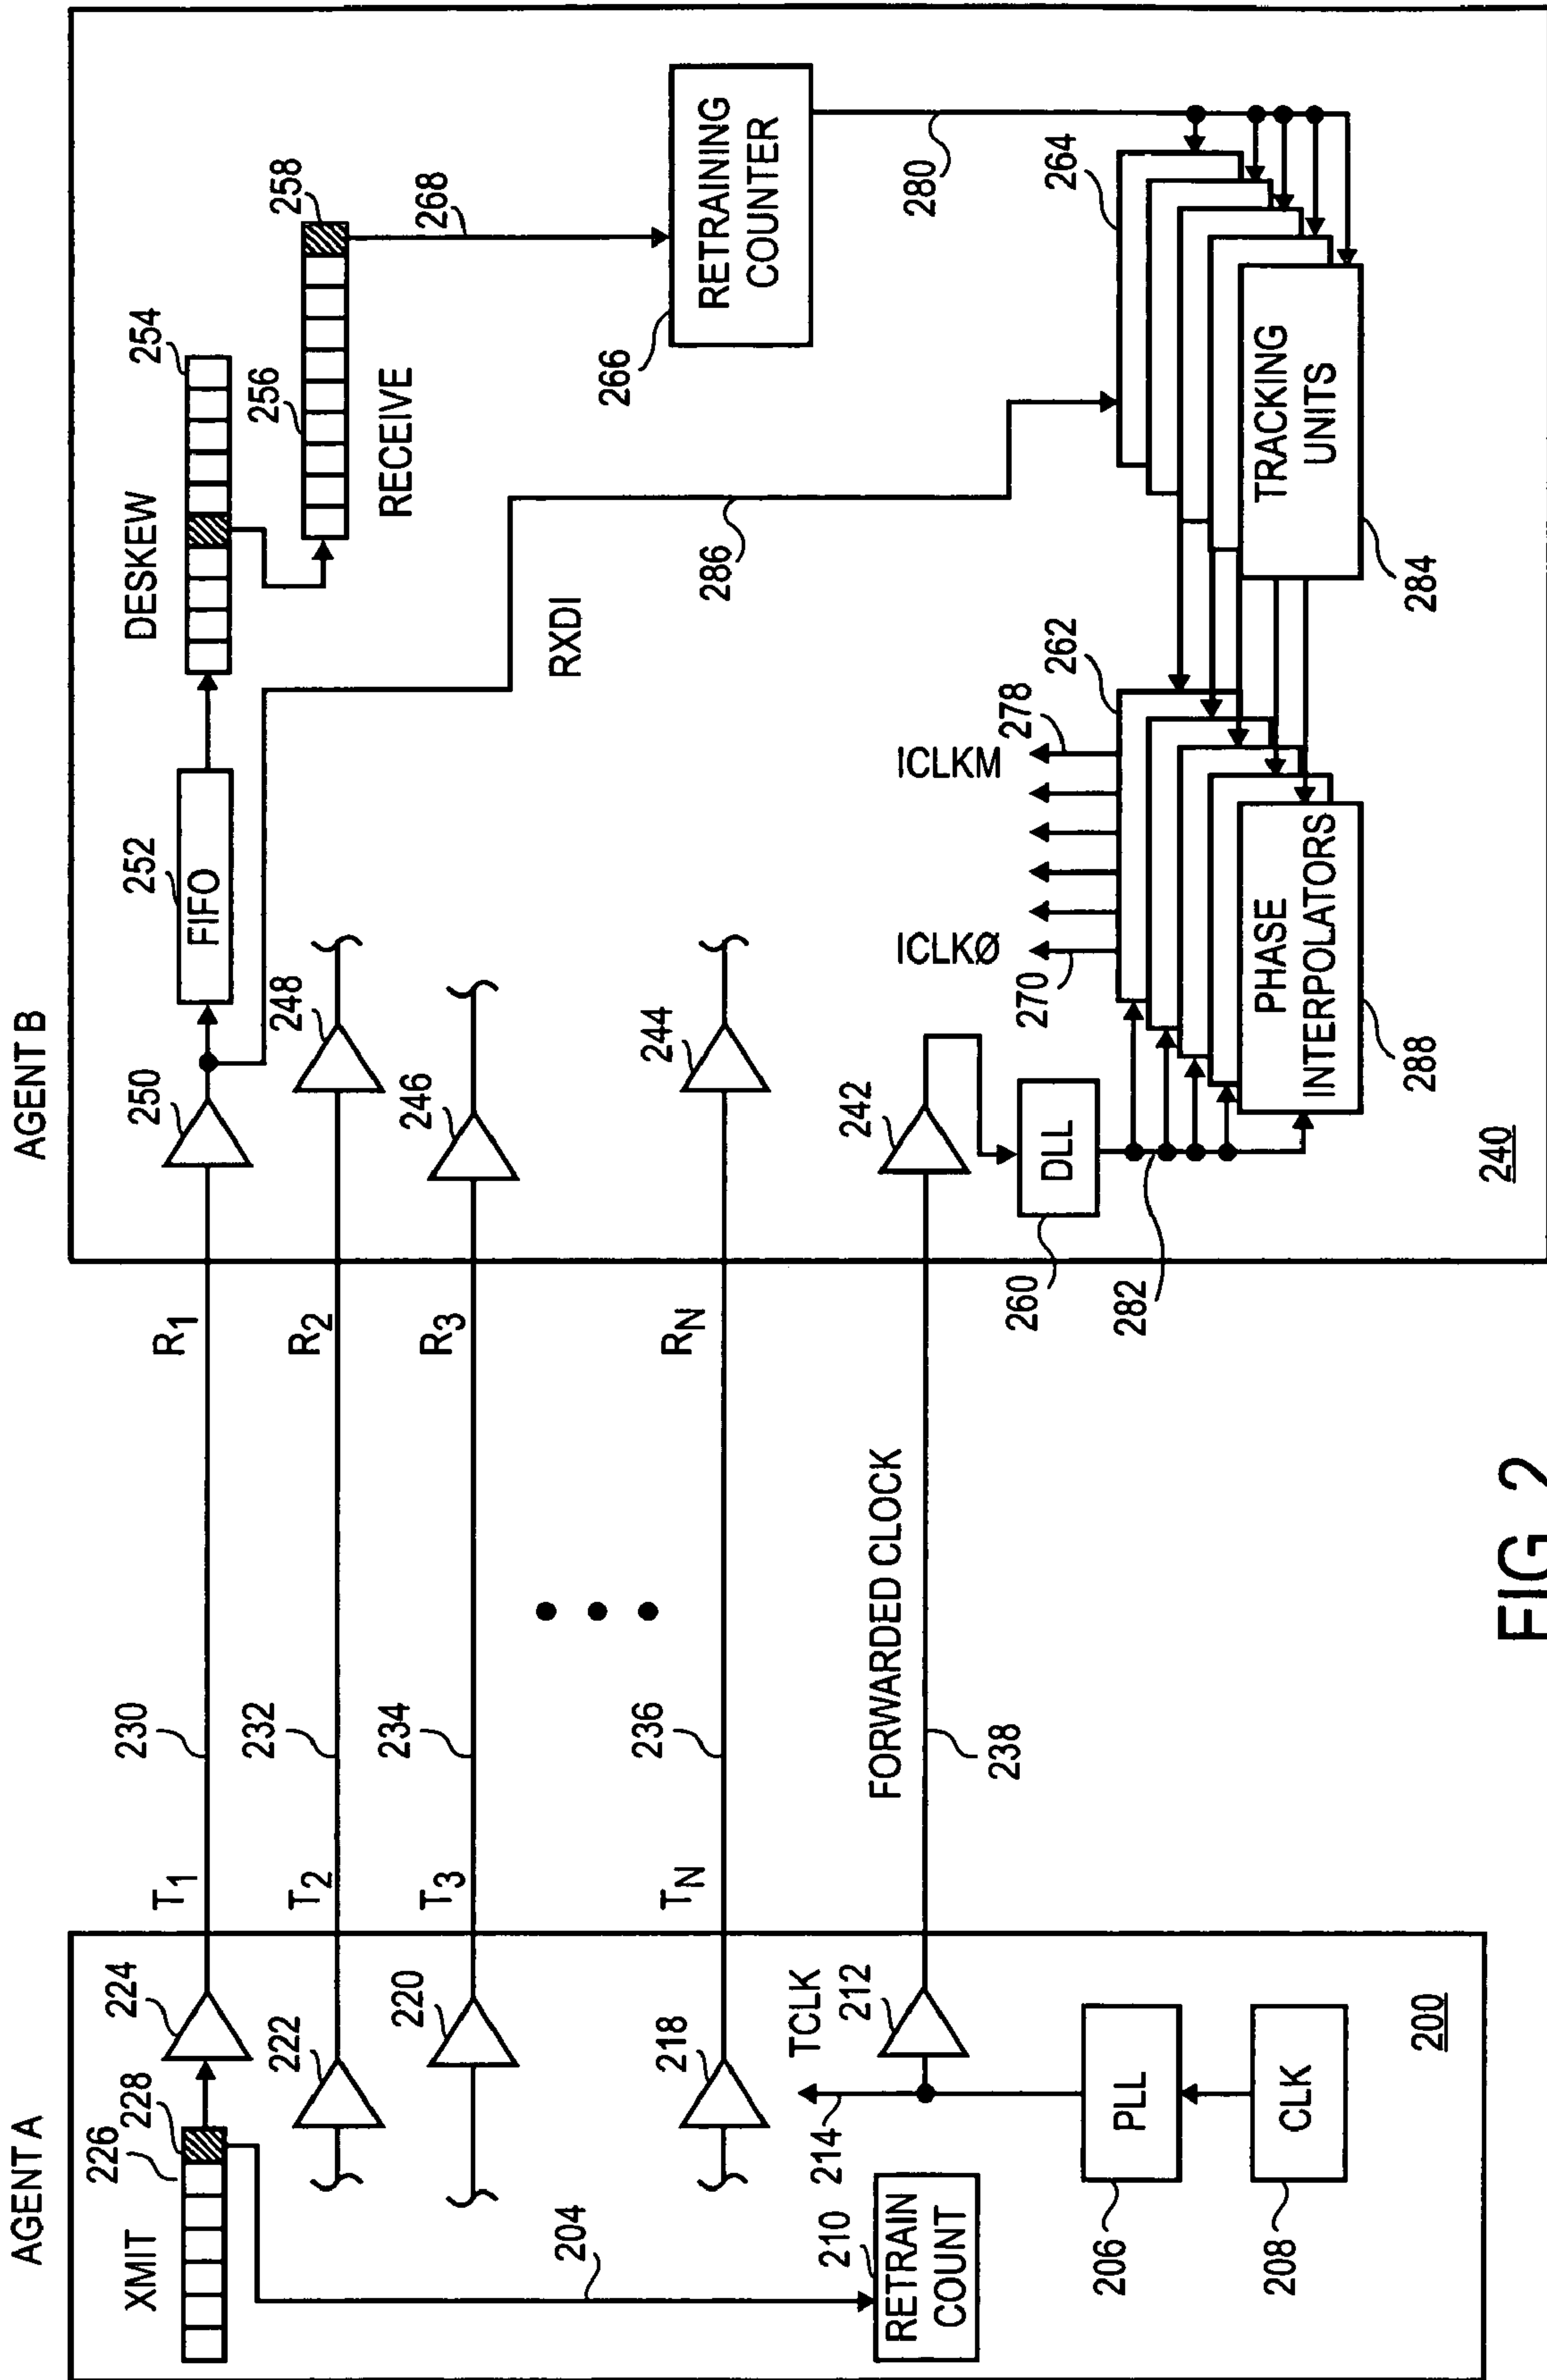 AGENT A
XMIT
226
228
224
222
220
218
204
210
RETRAIN
COUNT
214
TCLK
212
206
PLL
208
CLK
200
T1
T2
T3
TN
230
232
234
236
FORWARDED CLOCK
238
R1
R2
R3
RN
AGENT B
250
248
246
244
242
252
FIFO
DESKEW
254
256
258
RECEIVE
268
RXDI
286
266
RETRAINING
COUNTER
280
260
DLL
282
270
ICLKØ
ICLKM
278
262
264
PHASE
INTERPOLATORS
288
TRACKING
UNITS
284
240
FIG. 2